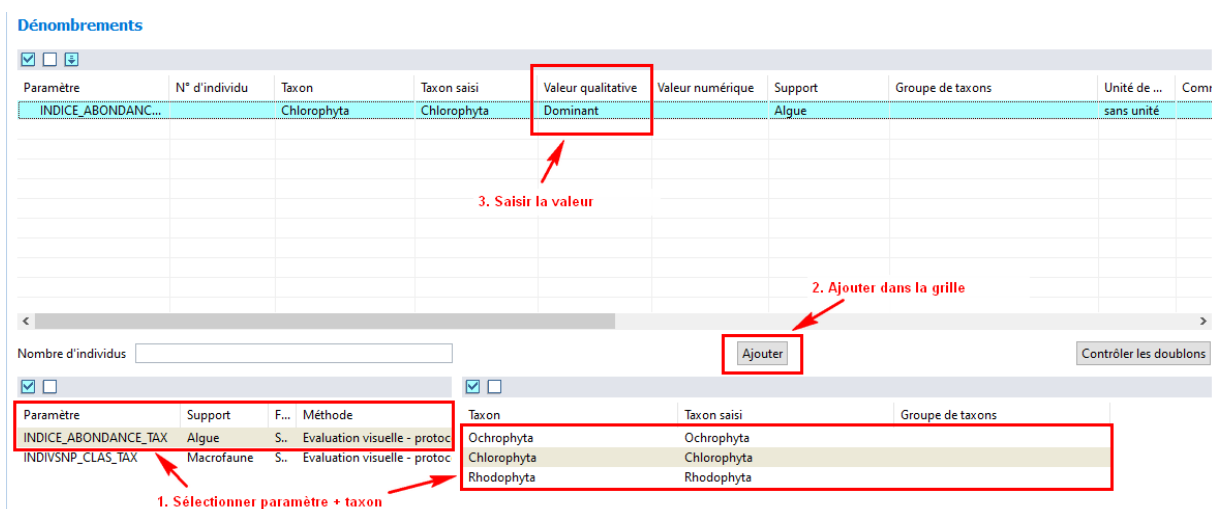 Dénombrements
Paramètre N° d'individu Taxon Taxon saisi Valeur qualitative Valeur numérique Support Groupe de taxons Unité de ... Comr
INDICE_ABONDANC... Chlorophyta Chlorophyta Dominant Algue sans unité
3. Saisir la valeur
2. Ajouter dans la grille
Nombre d'individus Ajouter Contrôler les doublons
Paramètre Support F... Méthode Taxon Taxon saisi Groupe de taxons
INDICE_ABONDANCE_TAX Algue S.. Evaluation visuelle - protoc Ochrophyta Ochrophyta
INDIVSNP_CLAS_TAX Macrofaune S.. Evaluation visuelle - protoc Chlorophyta Chlorophyta
Rhodophyta Rhodophyta
1. Sélectionner paramètre + taxon